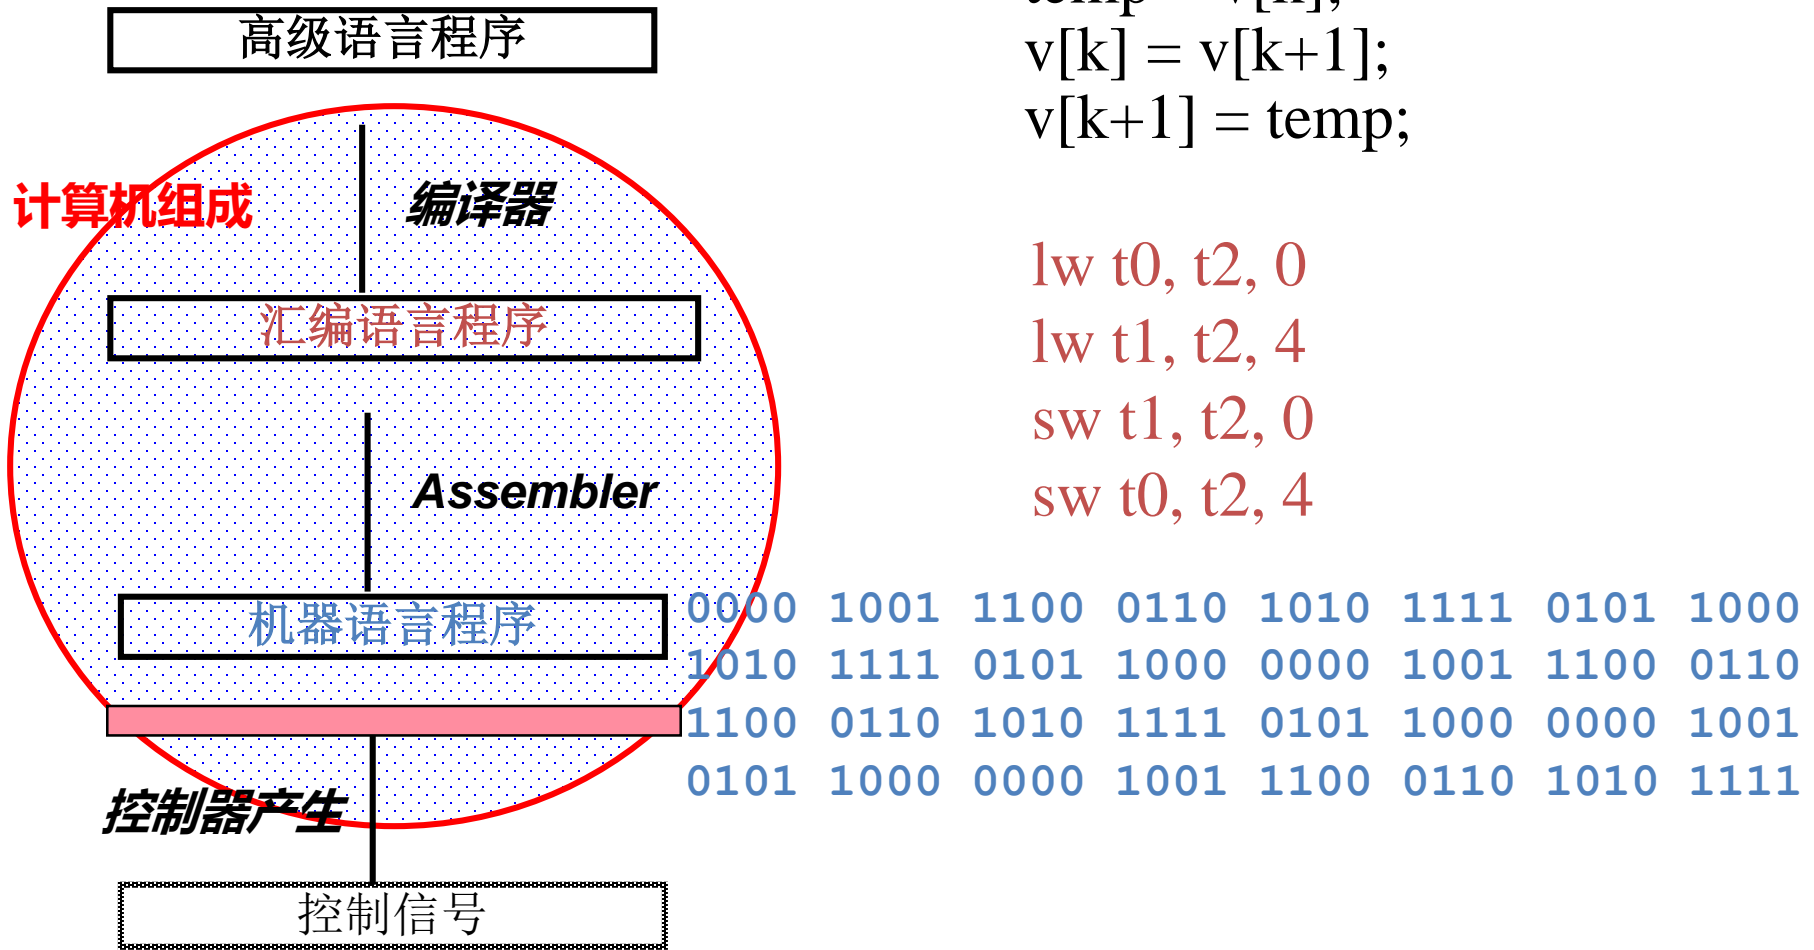 高级语言程序
v[k] = v[k+1];
v[k+1] = temp;
计算机组成
编译器
lw t0, t2, 0
lw t1, t2, 4
sw t1, t2, 0
sw t0, t2, 4
汇编语言程序
Assembler
机器语言程序
0000 1001 1100 0110 1010 1111 0101 1000
1010 1111 0101 1000 0000 1001 1100 0110
1100 0110 1010 1111 0101 1000 0000 1001
0101 1000 0000 1001 1100 0110 1010 1111
控制器产生
控制信号